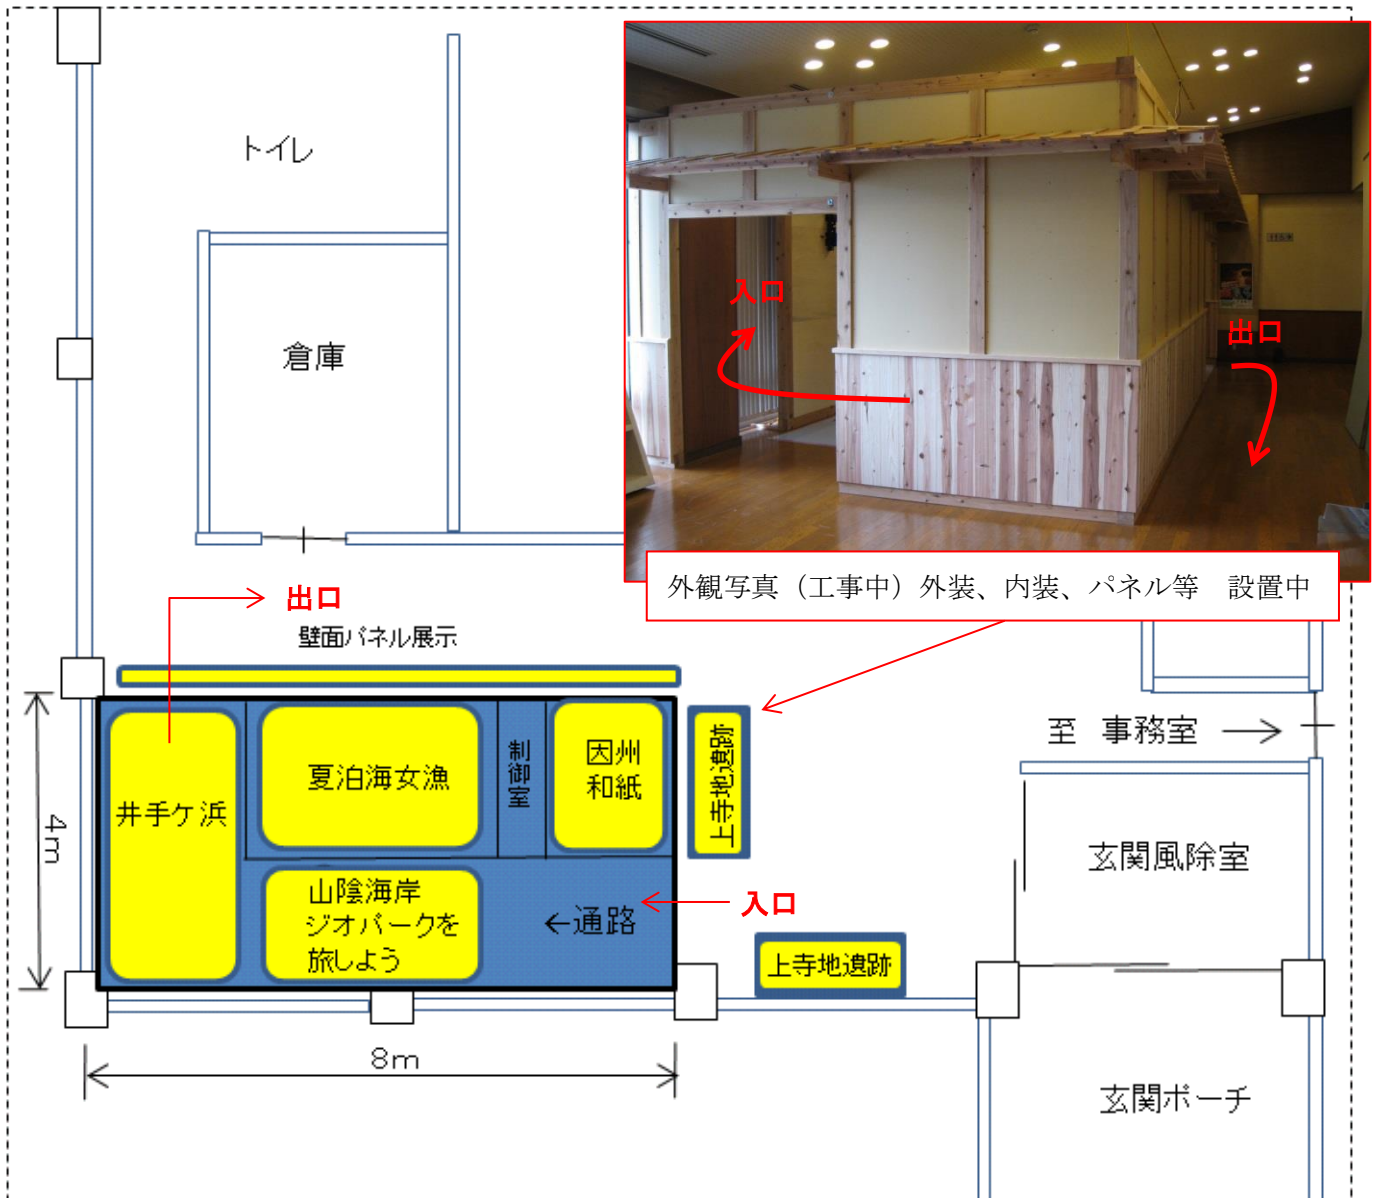 トイレ
倉庫
入口
出口
外観写真（工事中）外装、内装、パネル等　設置中
出口
壁面パネル展示
至　事務室
4m
井手ケ浜
夏泊海女漁
制御室
因州
和紙
上寺地遺跡
山陰海岸
ジオパークを
旅しよう
←通路
入口
上寺地遺跡
玄関風除室
8m
玄関ポーチ